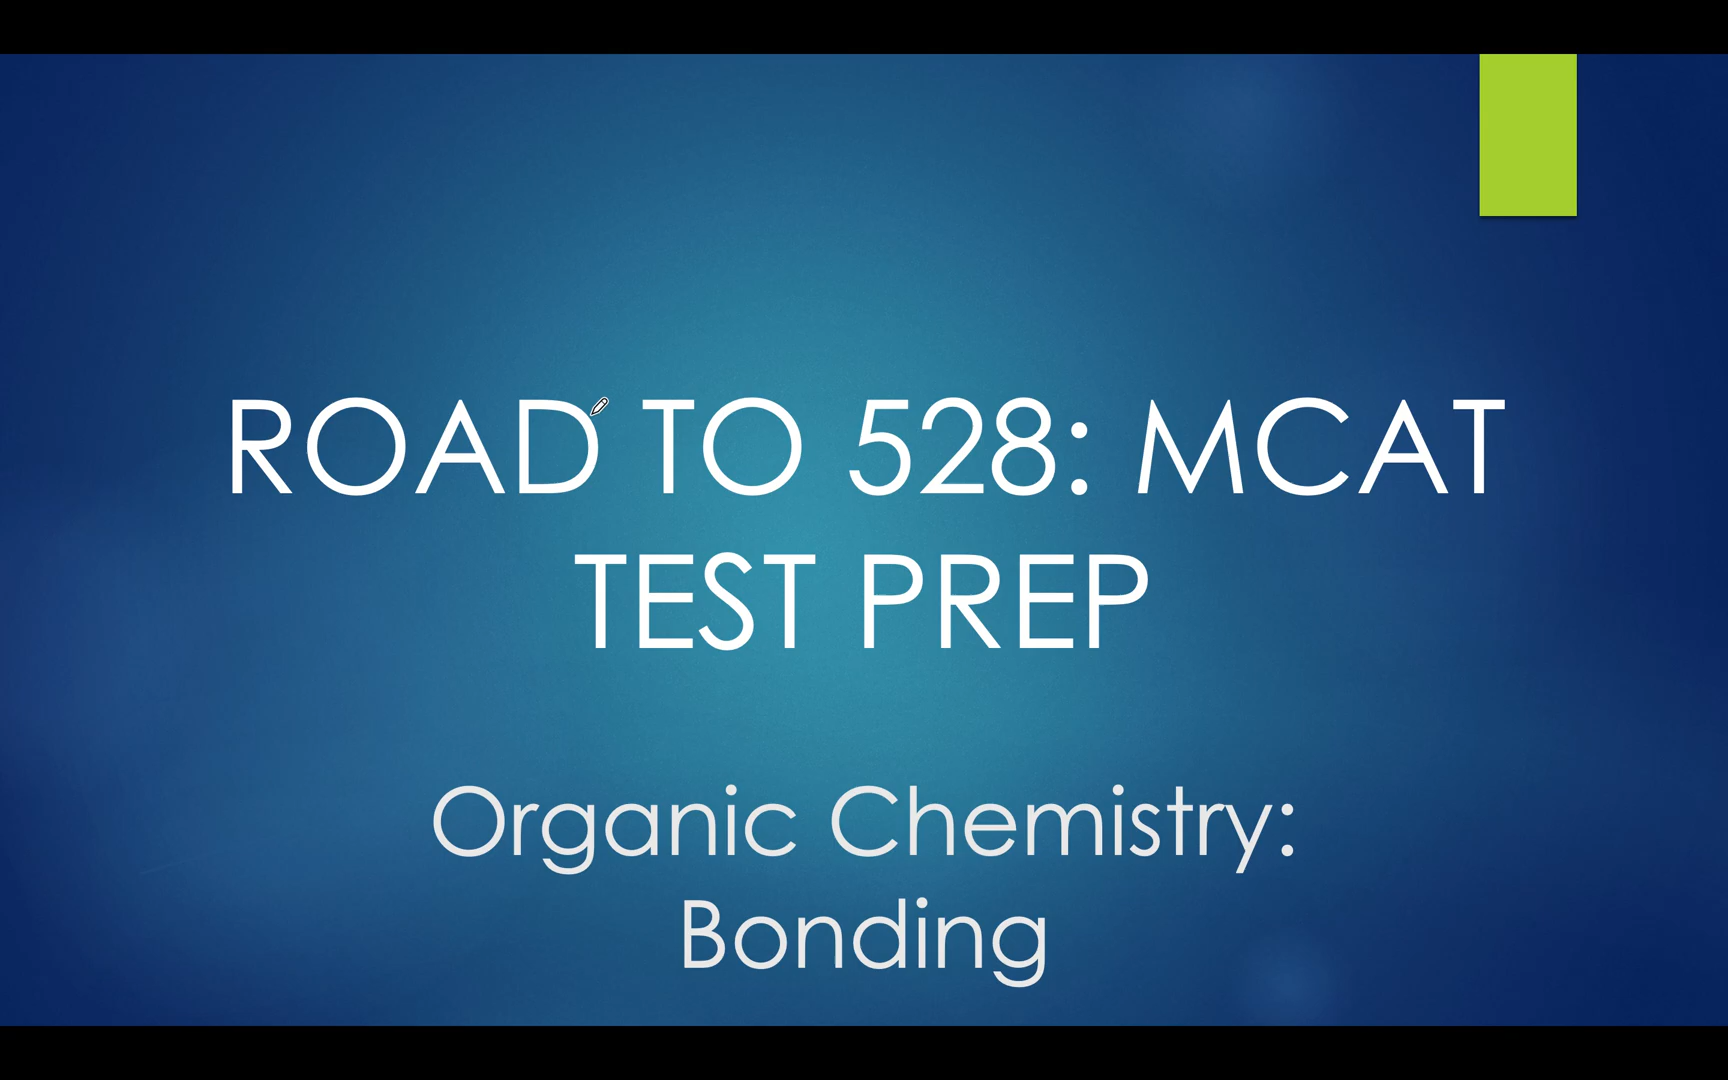 ROAD TO 528: MCAT
TEST PREP
Organic Chemistry:
Bonding